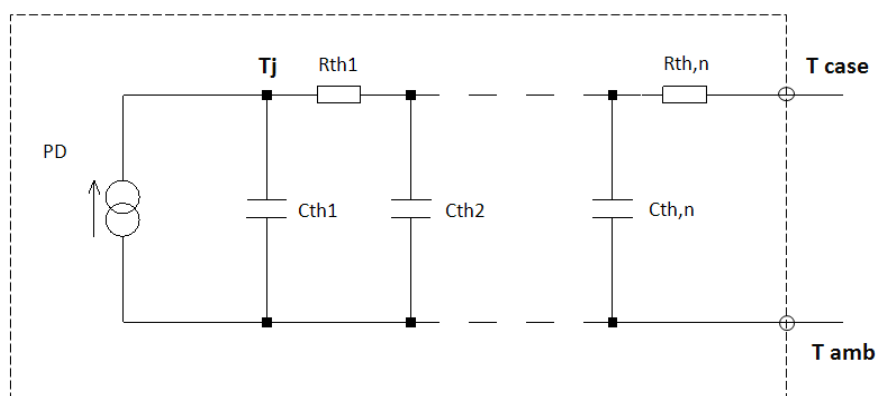 Tj
Rth1
Rth,n
T case
PD
Cth1
Cth2
Cth,n
T amb